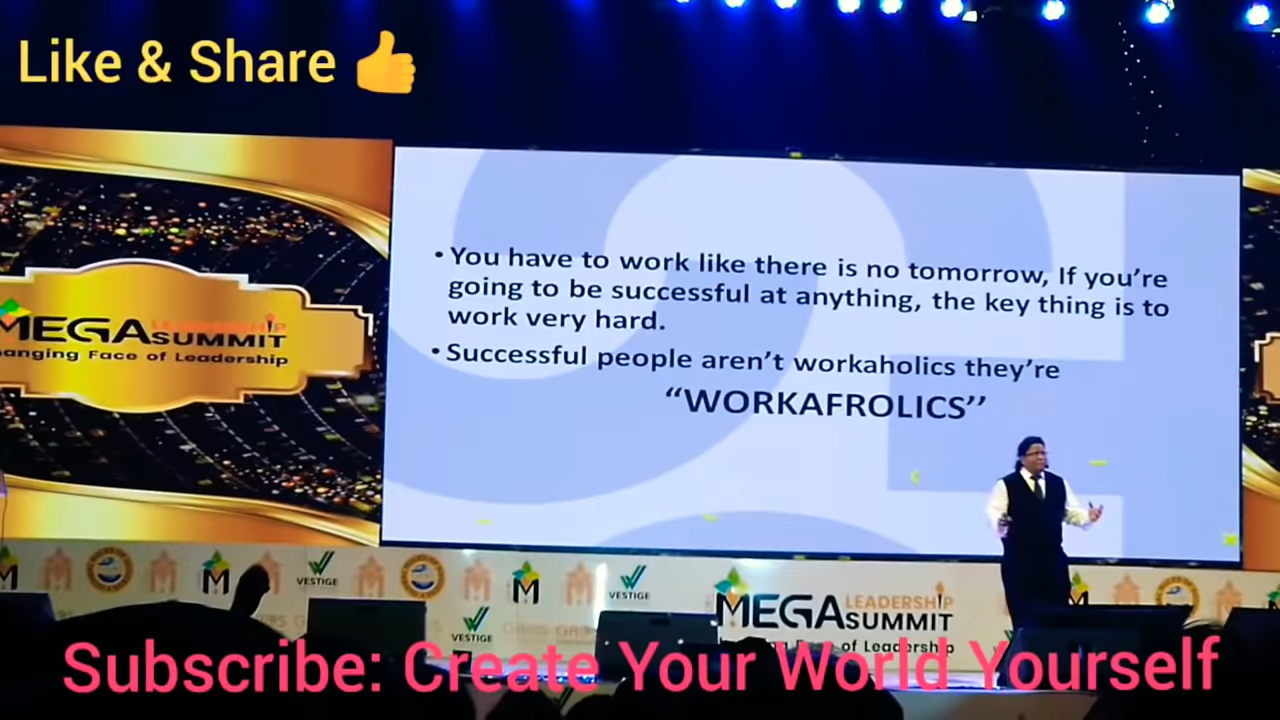 Like & Share 👍
MEGA LEADERSHIP SUMMIT
anging Face of Leadership
• You have to work like there is no tomorrow, If you’re
going to be successful at anything, the key thing is to
work very hard.
• Successful people aren’t workaholics they’re
“WORKAFROLICS’’
VESTIGE
VESTIGE
VESTIGE
MEGA LEADERSHIP SUMMIT
Face of Leadership
Subscribe: Create Your World Yourself